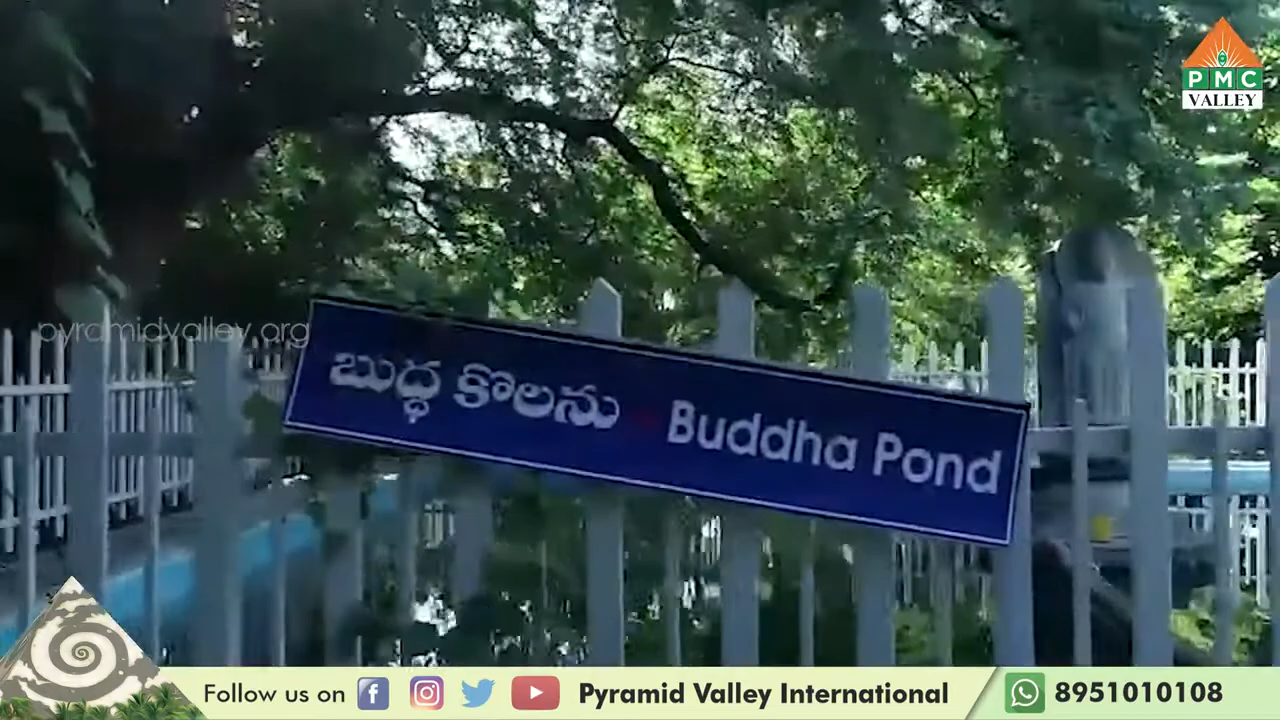 PMC
VALLEY
pyramidvalley.org
బుద్ధ కొలను Buddha Pond
Follow us on Pyramid Valley International 8951010108